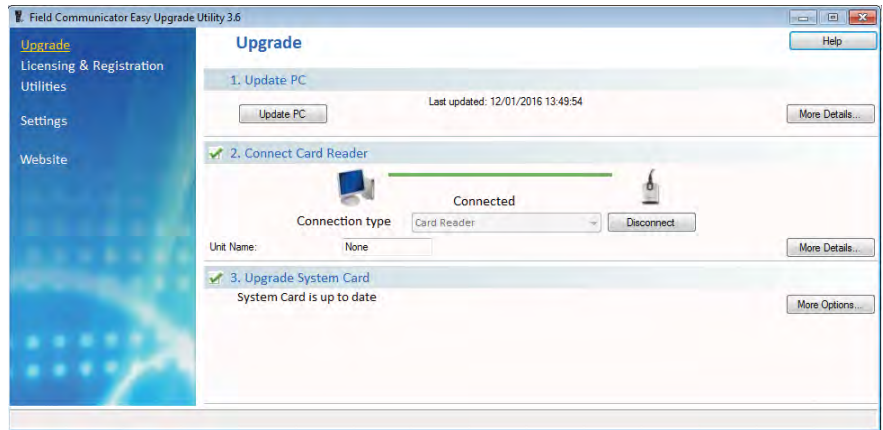 Field Communicator Easy Upgrade Utility 3.6
Upgrade
Licensing & Registration
Utilities
Settings
Website
Upgrade
Help
1. Update PC
Update PC
Last updated: 12/01/2016 13:49:54
More Details...
2. Connect Card Reader
Connected
Connection type
Card Reader
Disconnect
Unit Name:
None
More Details...
3. Upgrade System Card
System Card is up to date
More Options...